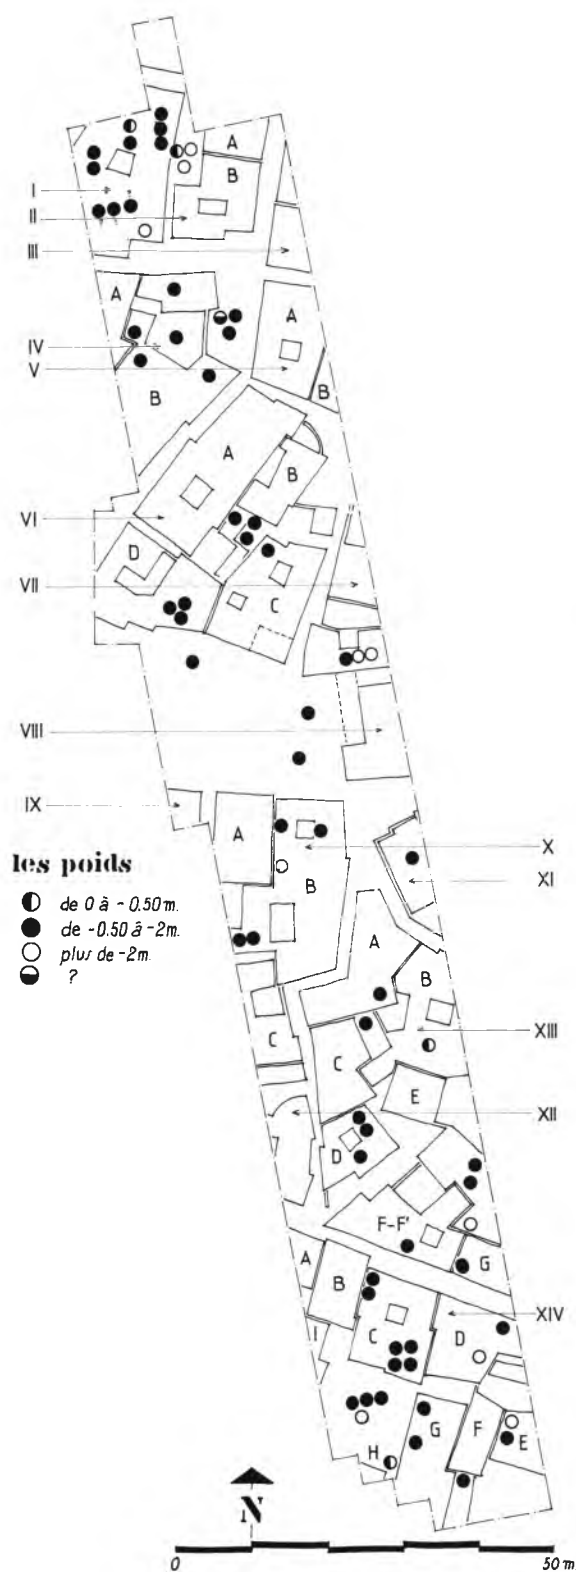 A
B
I
II
III
A
A
IV
V
B
B
A
B
VI
D
VII
C
VIII
IX
A
X
B
XI
les poids
de 0 à - 0.50 m.
de -0.50 à -2 m.
plus de -2 m.
?
A
B
C
XIII
C
E
XII
D
F-F'
A
G
B
XIV
I
C
D
G
F
E
H
N
0
50 m